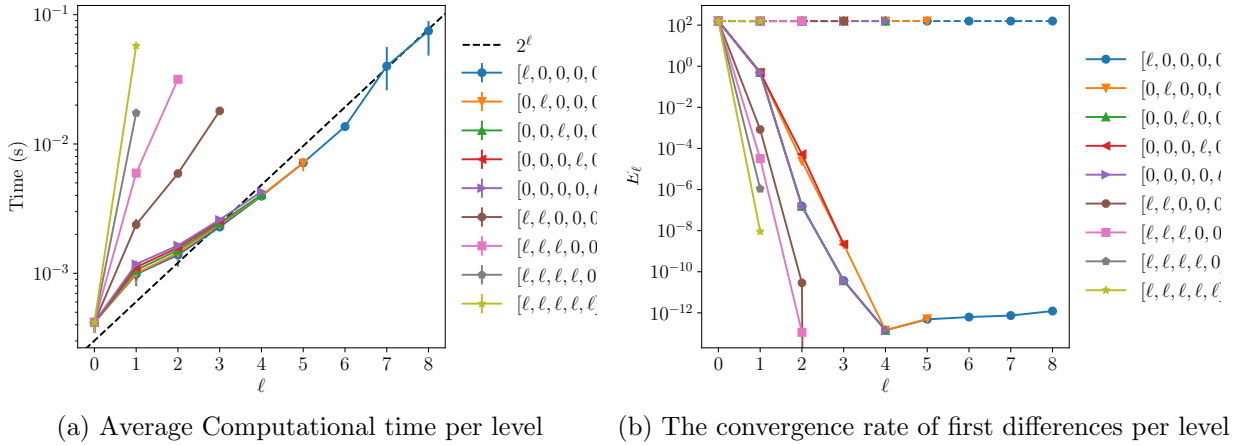 10⁻¹
10⁻²
10⁻³
Time (s)
0 1 2 3 4 5 6 7 8
ℓ
2^ℓ
[ℓ, 0, 0, 0, 0
[0, ℓ, 0, 0, 0
[0, 0, ℓ, 0, 0
[0, 0, 0, ℓ, 0
[0, 0, 0, 0, ℓ
[ℓ, ℓ, 0, 0, 0
[ℓ, ℓ, ℓ, 0, 0
[ℓ, ℓ, ℓ, ℓ, 0
[ℓ, ℓ, ℓ, ℓ, ℓ]
(a) Average Computational time per level
10²
10⁰
10⁻²
10⁻⁴
10⁻⁶
10⁻⁸
10⁻¹⁰
10⁻¹²
E_ℓ
0 1 2 3 4 5 6 7 8
ℓ
[ℓ, 0, 0, 0, 0
[0, ℓ, 0, 0, 0
[0, 0, ℓ, 0, 0
[0, 0, 0, ℓ, 0
[0, 0, 0, 0, ℓ
[ℓ, ℓ, 0, 0, 0
[ℓ, ℓ, ℓ, 0, 0
[ℓ, ℓ, ℓ, ℓ, 0
[ℓ, ℓ, ℓ, ℓ, ℓ]
(b) The convergence rate of first differences per level